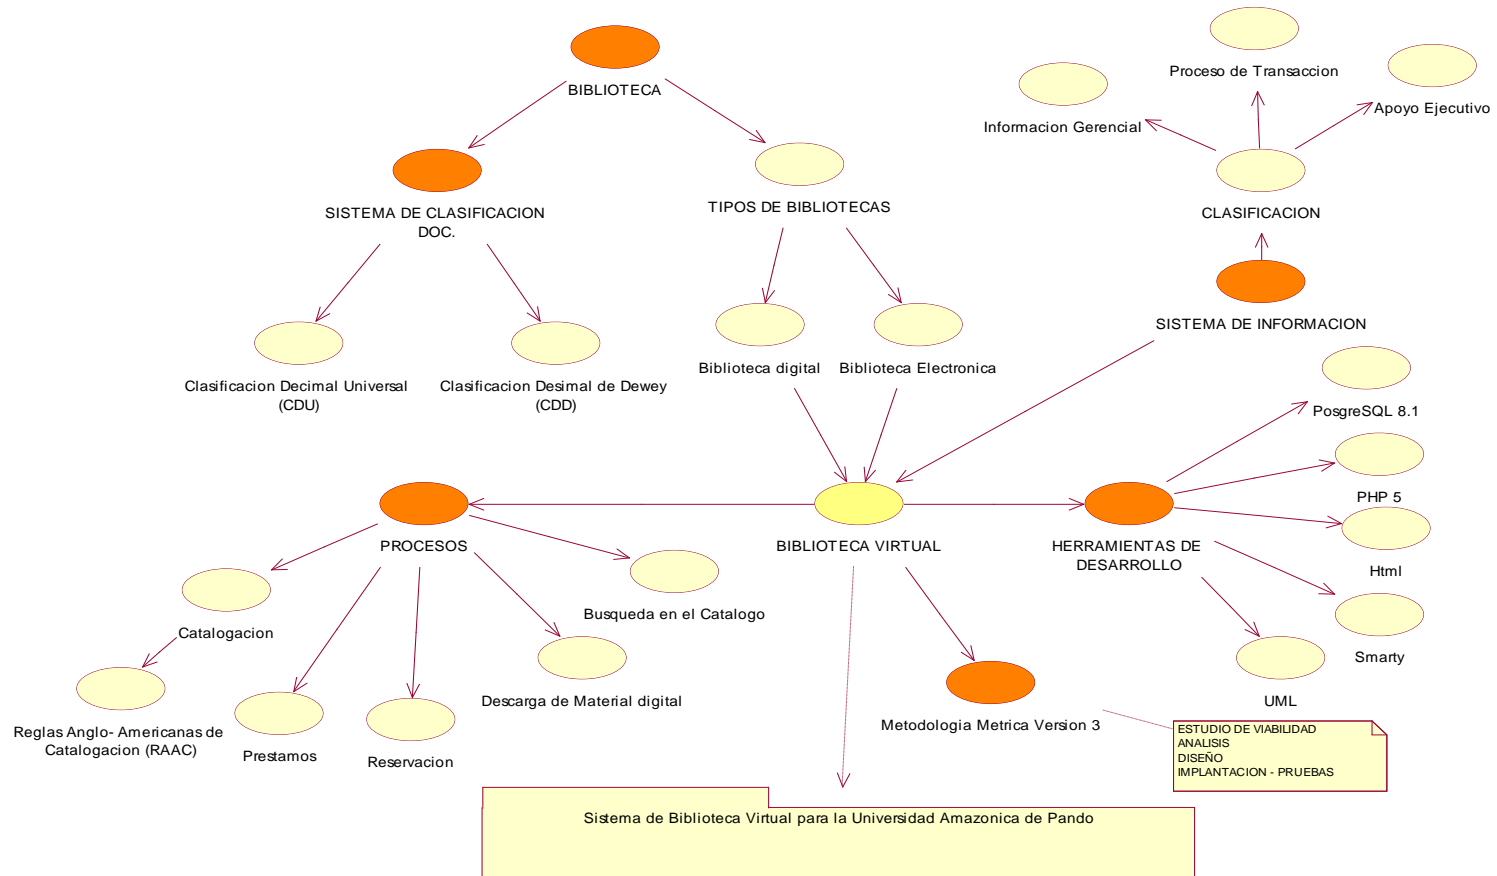 BIBLIOTECA
Proceso de Transaccion
Informacion Gerencial
Apoyo Ejecutivo
SISTEMA DE CLASIFICACION
DOC.
TIPOS DE BIBLIOTECAS
CLASIFICACION
SISTEMA DE INFORMACION
Clasificacion Decimal Universal
(CDU)
Clasificacion Desimal de Dewey
(CDD)
Biblioteca digital
Biblioteca Electronica
PosgreSQL 8.1
PHP 5
Html
Smarty
UML
PROCESOS
BIBLIOTECA VIRTUAL
HERRAMIENTAS DE
DESARROLLO
Catalogacion
Busqueda en el Catalogo
Descarga de Material digital
Reglas Anglo- Americanas de
Catalogacion (RAAC)
Prestamos
Reservacion
Metodologia Metrica Version 3
ESTUDIO DE VIABILIDAD
ANALISIS
DISEÑO
IMPLANTACION - PRUEBAS
Sistema de Biblioteca Virtual para la Universidad Amazonica de Pando